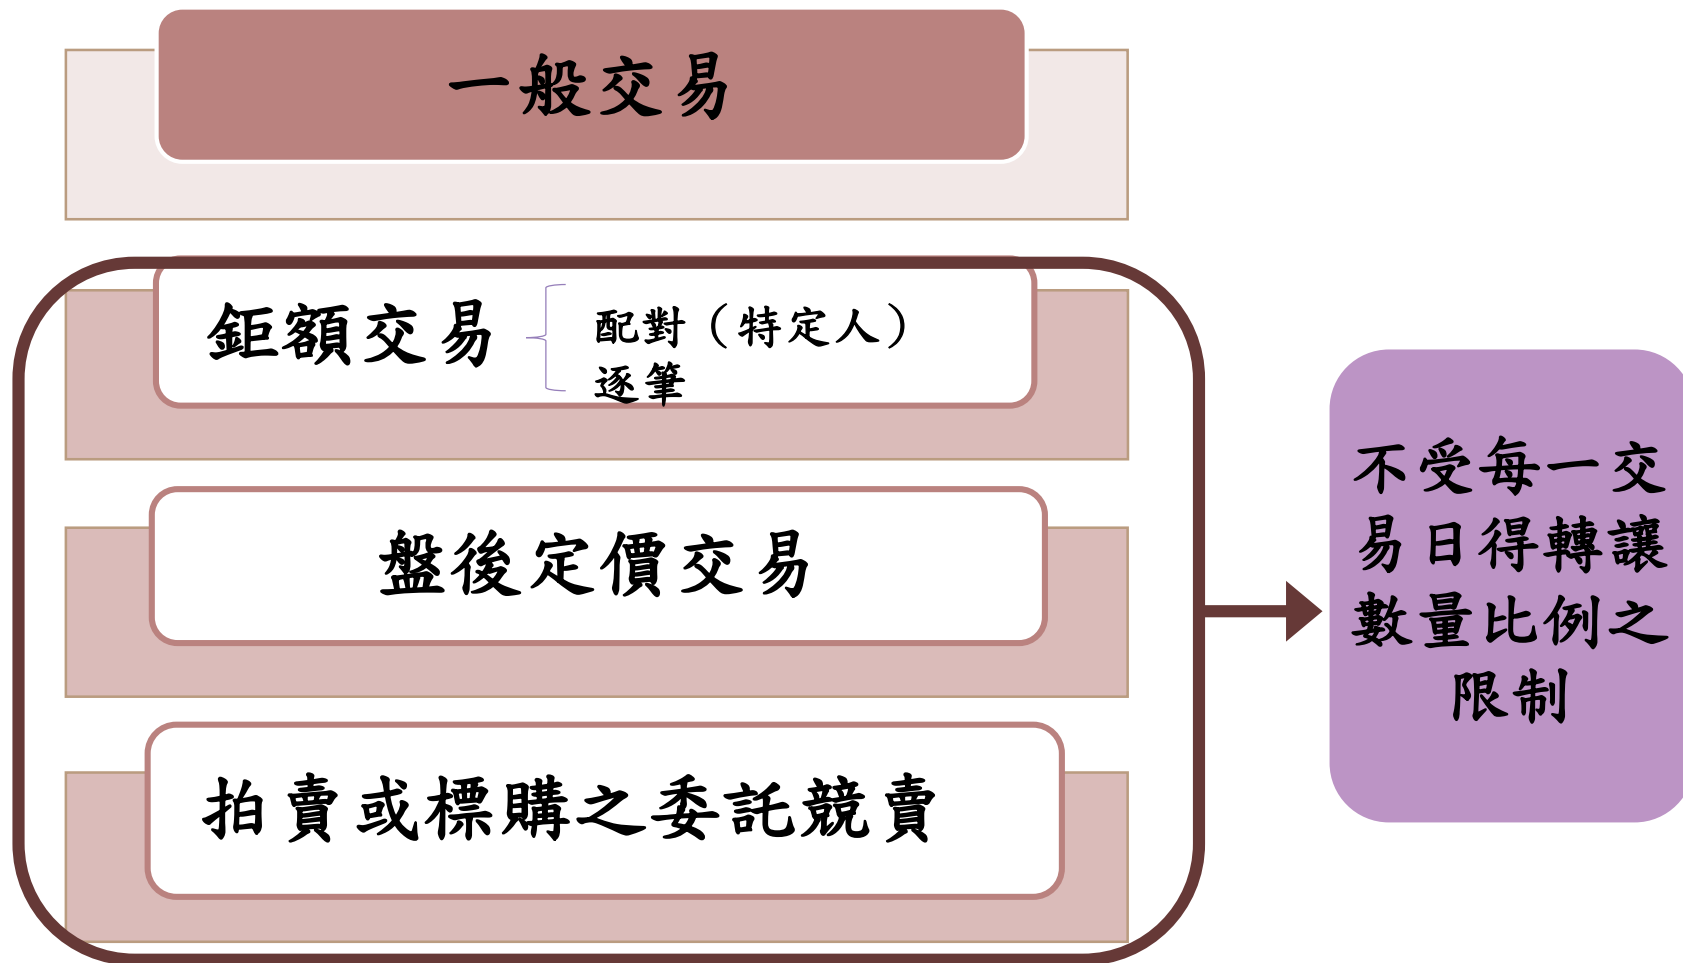 一般交易
鉅額交易
配對（特定人）
逐筆
盤後定價交易
拍賣或標購之委託競賣
不受每一交
易日得轉讓
數量比例之
限制